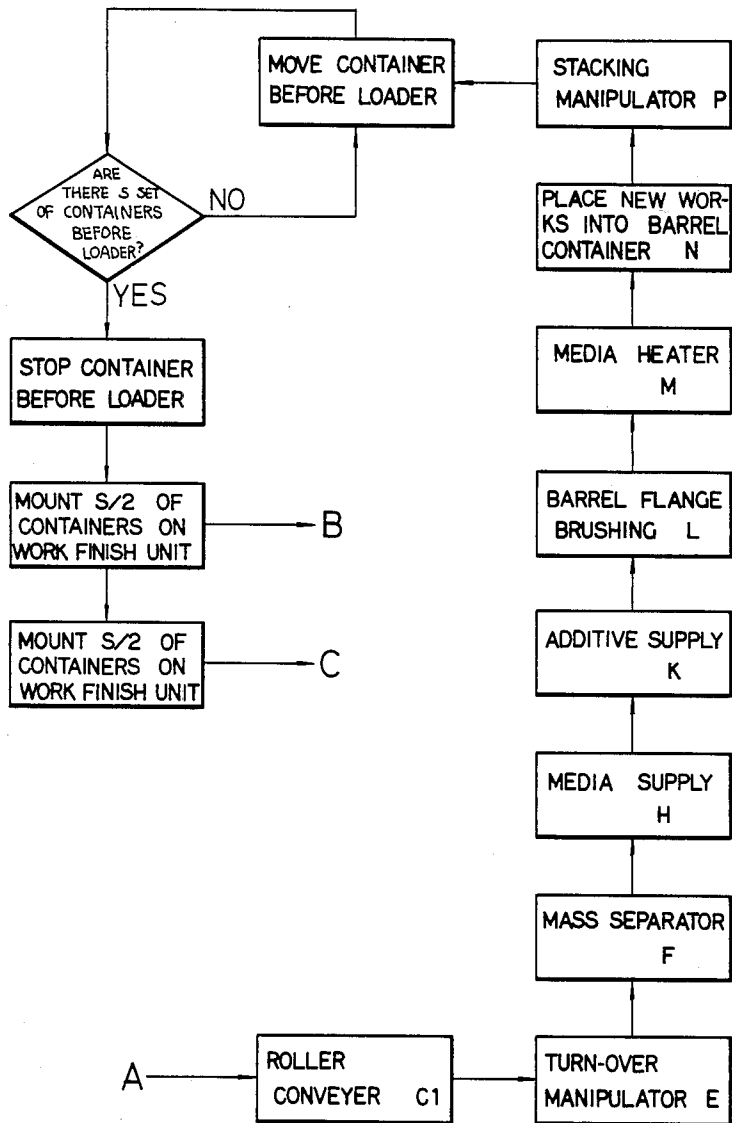 MOVE CONTAINER
BEFORE LOADER
STACKING
MANIPULATOR P
ARE
THERE S SET
OF CONTAINERS
BEFORE
LOADER?
NO
YES
PLACE NEW WOR-
KS INTO BARREL
CONTAINER N
STOP CONTAINER
BEFORE LOADER
MEDIA HEATER
M
MOUNT S/2 OF
CONTAINERS ON
WORK FINISH UNIT
B
BARREL FLANGE
BRUSHING L
MOUNT S/2 OF
CONTAINERS ON
WORK FINISH UNIT
C
ADDITIVE SUPPLY
K
MEDIA SUPPLY
H
MASS SEPARATOR
F
A
ROLLER
CONVEYER C1
TURN-OVER
MANIPULATOR E